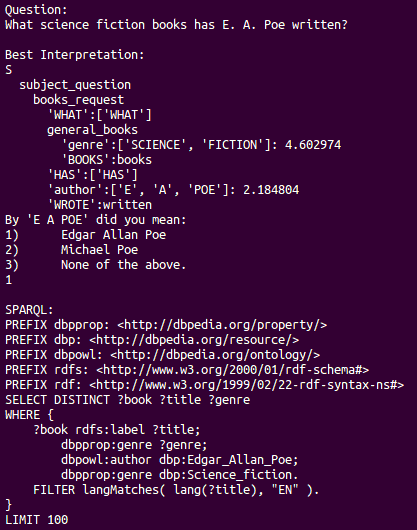 Question:
What science fiction books has E. A. Poe written?

Best Interpretation:
S
  subject_question
    books_request
      'WHAT':['WHAT']
      general_books
        'genre':['SCIENCE', 'FICTION']: 4.602974
        'BOOKS':books
      'HAS':['HAS']
      'author':['E', 'A', 'POE']: 2.184804
      'WROTE':written
By 'E A POE' did you mean:
1)      Edgar Allan Poe
2)      Michael Poe
3)      None of the above.
1

SPARQL:
PREFIX dbpprop: <http://dbpedia.org/property/>
PREFIX dbp: <http://dbpedia.org/resource/>
PREFIX dbpowl: <http://dbpedia.org/ontology/>
PREFIX rdfs: <http://www.w3.org/2000/01/rdf-schema#>
PREFIX rdf: <http://www.w3.org/1999/02/22-rdf-syntax-ns#>
SELECT DISTINCT ?book ?title ?genre
WHERE {
    ?book rdfs:label ?title;
        dbpprop:genre ?genre;
        dbpowl:author dbp:Edgar_Allan_Poe;
        dbpprop:genre dbp:Science_fiction.
    FILTER langMatches( lang(?title), "EN" ).
}
LIMIT 100